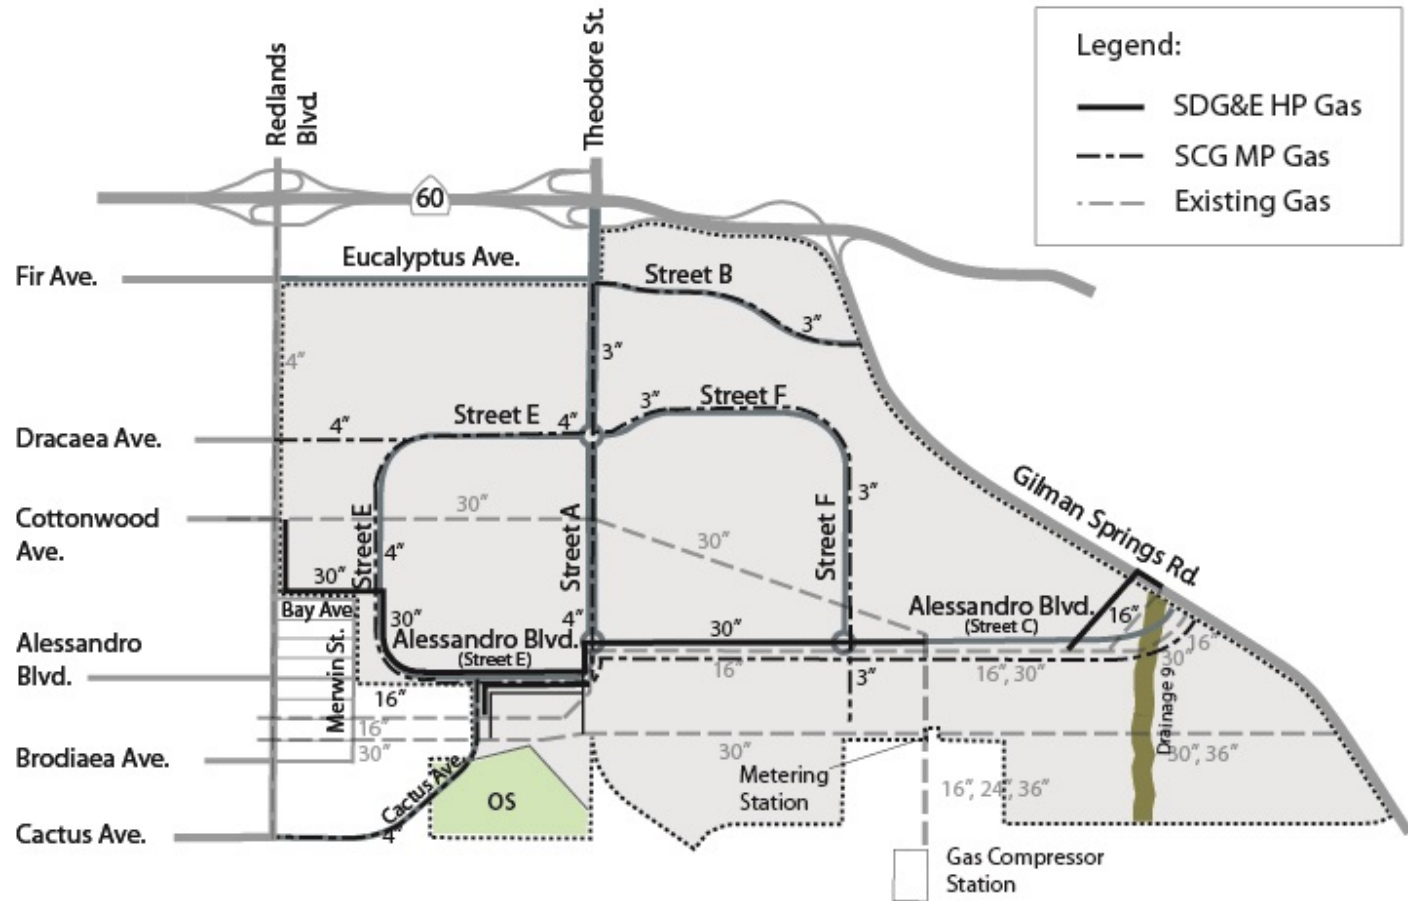 Redlands
Blvd.
Theodore St.
Legend:
SDG&E HP Gas
SCG MP Gas
Existing Gas
60
Fir Ave.
Eucalyptus Ave.
Street B
3”
4”
3”
Dracaea Ave.
4”
Street E
4”
3”
Street F
Cottonwood
Ave.
30”
Street E
4”
Street A
30”
Street F
3”
Gilman Springs Rd.
30”
Bay Ave
30”
4”
Alessandro Blvd.
(Street E)
30”
Alessandro Blvd.
(Street C)
16”
16”
30”
Alessandro
Blvd.
Merwin St.
16”
16”
3”
16”, 30”
Drainage 9
16”
30”
30”
30”, 36”
Brodiaea Ave.
Metering
Station
16”, 24”, 36”
Cactus Ave.
OS
Cactus Ave.
4”
Gas Compressor
Station